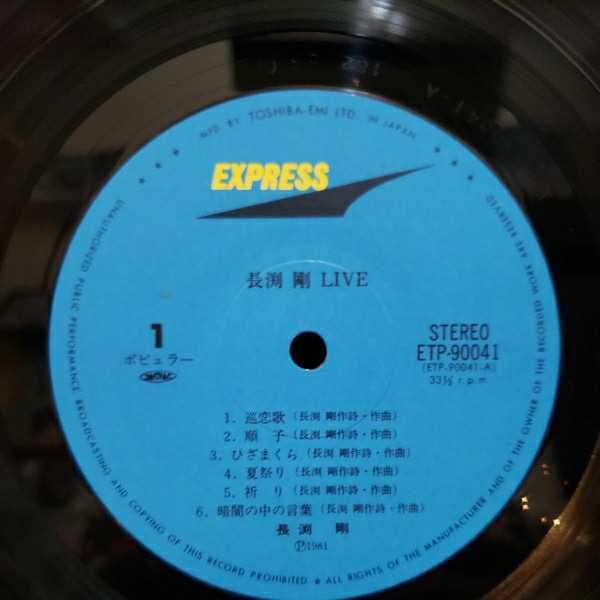 MFD BY TOSHIBA-EMI LTD. IN JAPAN.
EXPRESS
長渕 剛 LIVE
1
ポピュラー
STEREO
ETP-90041
(ETP-90041-A)
33⅓ r.p.m.
1. 巡恋歌 (長渕 剛作詩・作曲)
2. 順 子 (長渕 剛作詩・作曲)
3. ひざまくら (長渕 剛作詩・作曲)
4. 夏祭り (長渕 剛作詩・作曲)
5. 祈 り (長渕 剛作詩・作曲)
6. 暗闇の中の言葉 (長渕 剛作詩・作曲)
長 渕 剛
Ⓟ1981
UNAUTHORIZED PUBLIC PERFORMANCE BROADCASTING AND COPYING OF THIS RECORD PROHIBITED ★ ALL RIGHTS OF THE MANUFACTURER AND OF THE OWNER OF THE RECORDED WORK ARE RESERVED